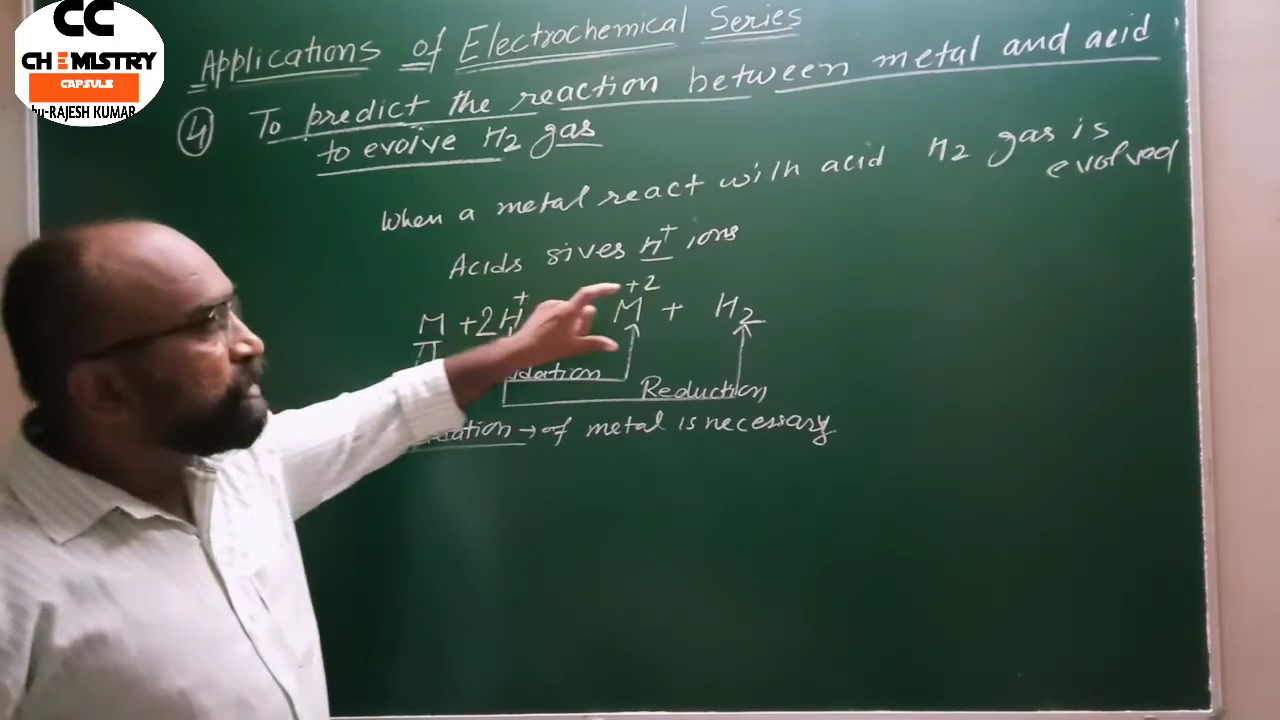 CC
CHEMISTRY
CAPSULE
by-RAJESH KUMAR
Applications of Electrochemical Series
④ To predict the reaction between metal and acid
to evolve H₂ gas
When a metal react with acid H₂ gas is
evolved
Acids gives H⁺ ions
M + 2H⁺ M⁺² + H₂
Reduction
→ of metal is necessary